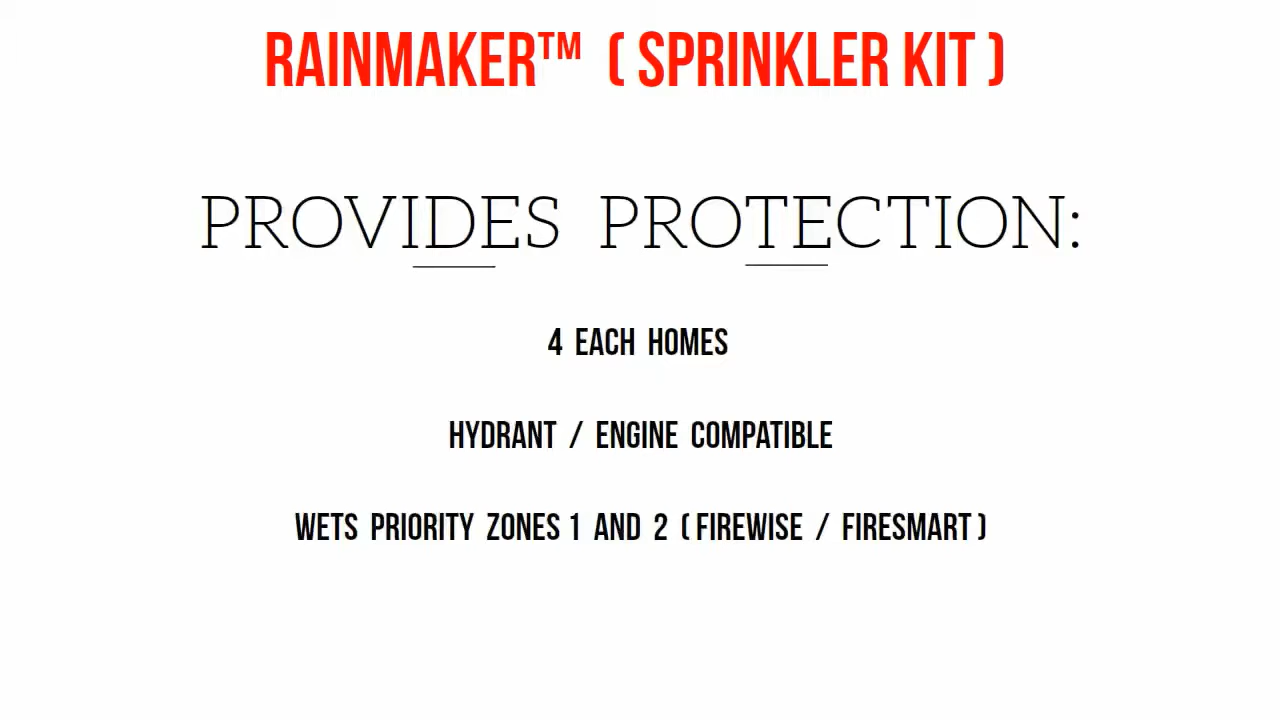 RAINMAKER™ ( SPRINKLER KIT )
PROVIDES PROTECTION:
4 EACH HOMES
HYDRANT / ENGINE COMPATIBLE
WETS PRIORITY ZONES 1 AND 2 ( FIREWISE / FIRESMART )